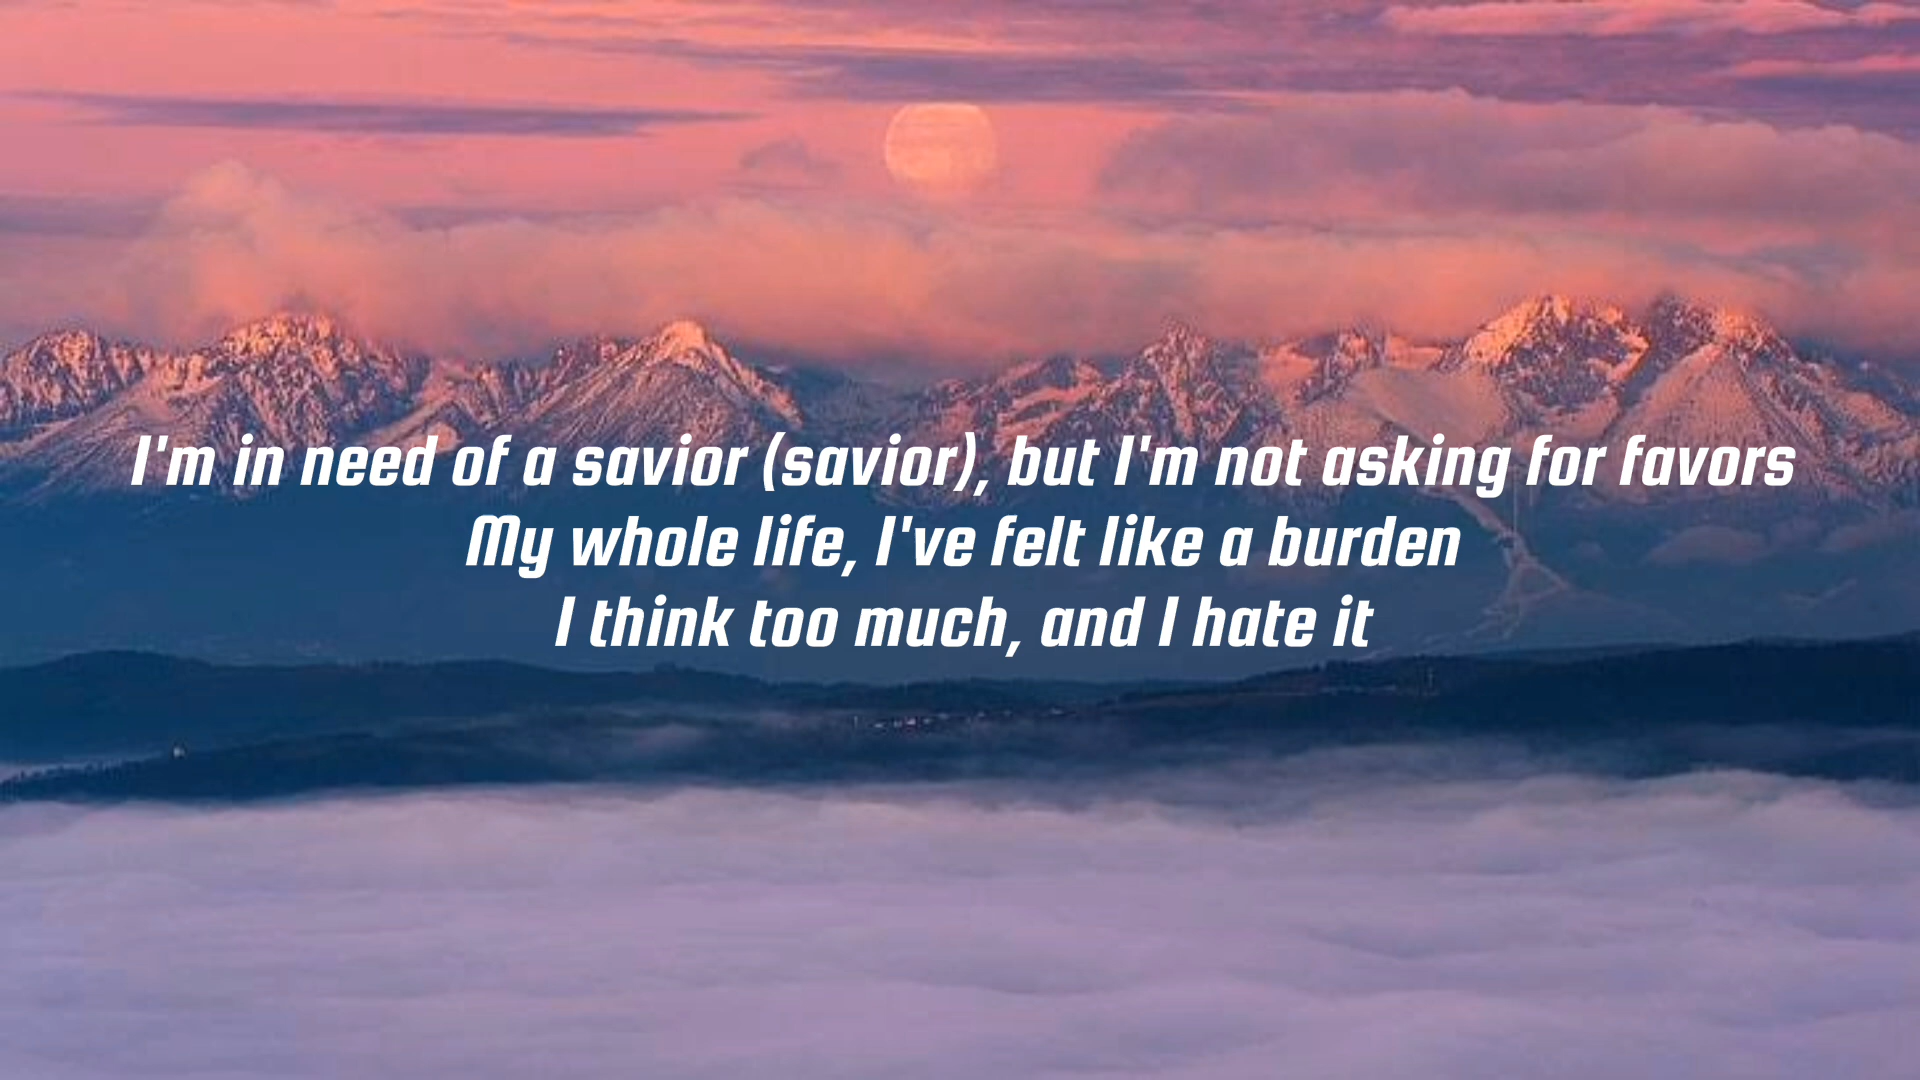 I'm in need of a savior (savior), but I'm not asking for favors
My whole life, I've felt like a burden
I think too much, and I hate it